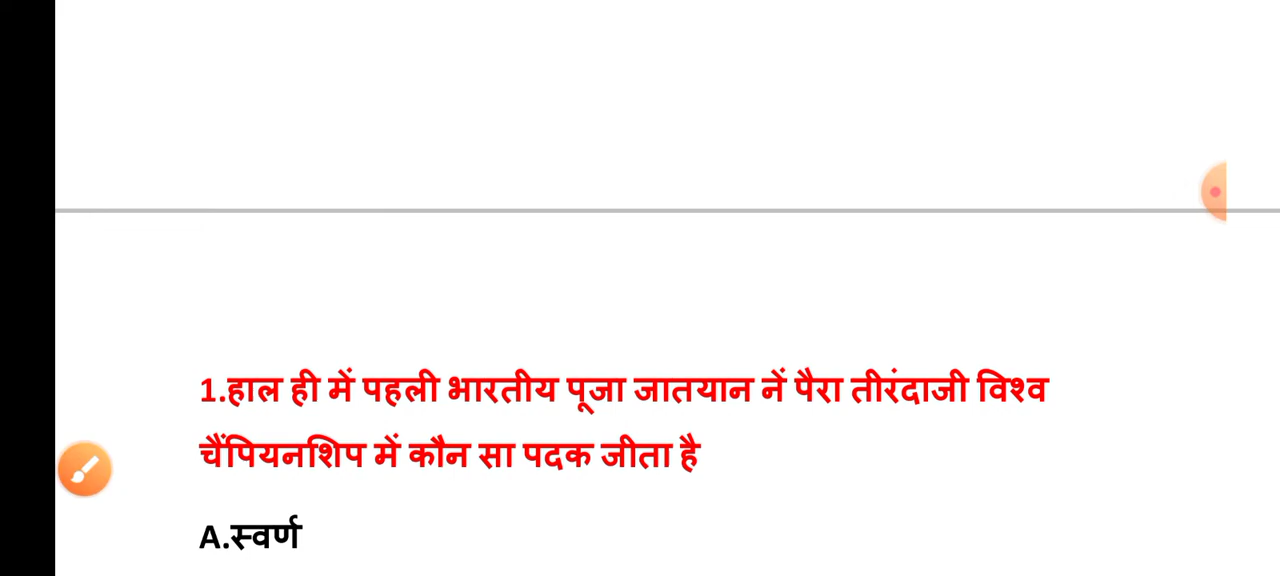 1.हाल ही में पहली भारतीय पूजा जातयान नें पैरा तीरंदाजी विश्व
चैंपियनशिप में कौन सा पदक जीता है
A.स्वर्ण